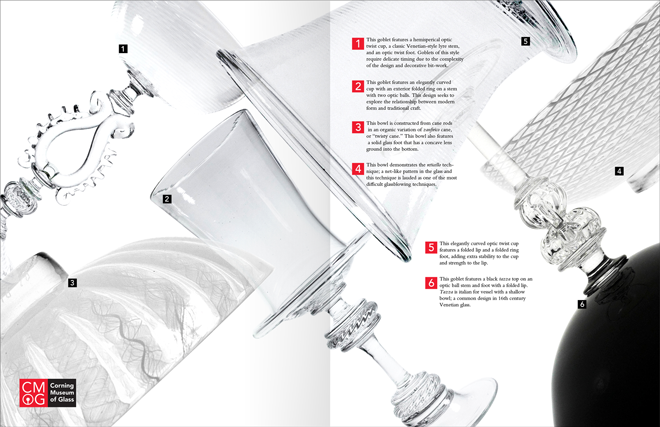 1
5
1
This goblet features a hemisperical optic
twist cup, a classic Venetian-style lyre stem,
and an optic twist foot. Goblets of this style
require delicate timing due to the complexity
of the design and decorative bit-work.
2
This goblet features an elegantly curved
cup with an exterior folded ring on a stem
with two optic balls. This design seeks to
explore the relationship between modern
form and traditional craft.
3
This bowl is constructed from cane rods
in an organic variation of zanfirico cane,
or "twisty cane." This bowl also features
a solid glass foot that has a concave lens
ground into the bottom.
4
This bowl demonstrates the reticello tech-
nique; a net-like pattern in the glass and
this technique is lauded as one of the most
difficult glassblowing techniques.
4
2
5
This elegantly curved optic twist cup
features a folded lip and a folded ring
foot, adding extra stability to the cup
and strength to the lip.
6
This goblet features a black tazza top on an
optic ball stem and foot with a folded lip.
Tazza is italian for vessel with a shallow
bowl; a common design in 16th century
Venetian glass.
3
6
CM
OG
Corning
Museum
of Glass